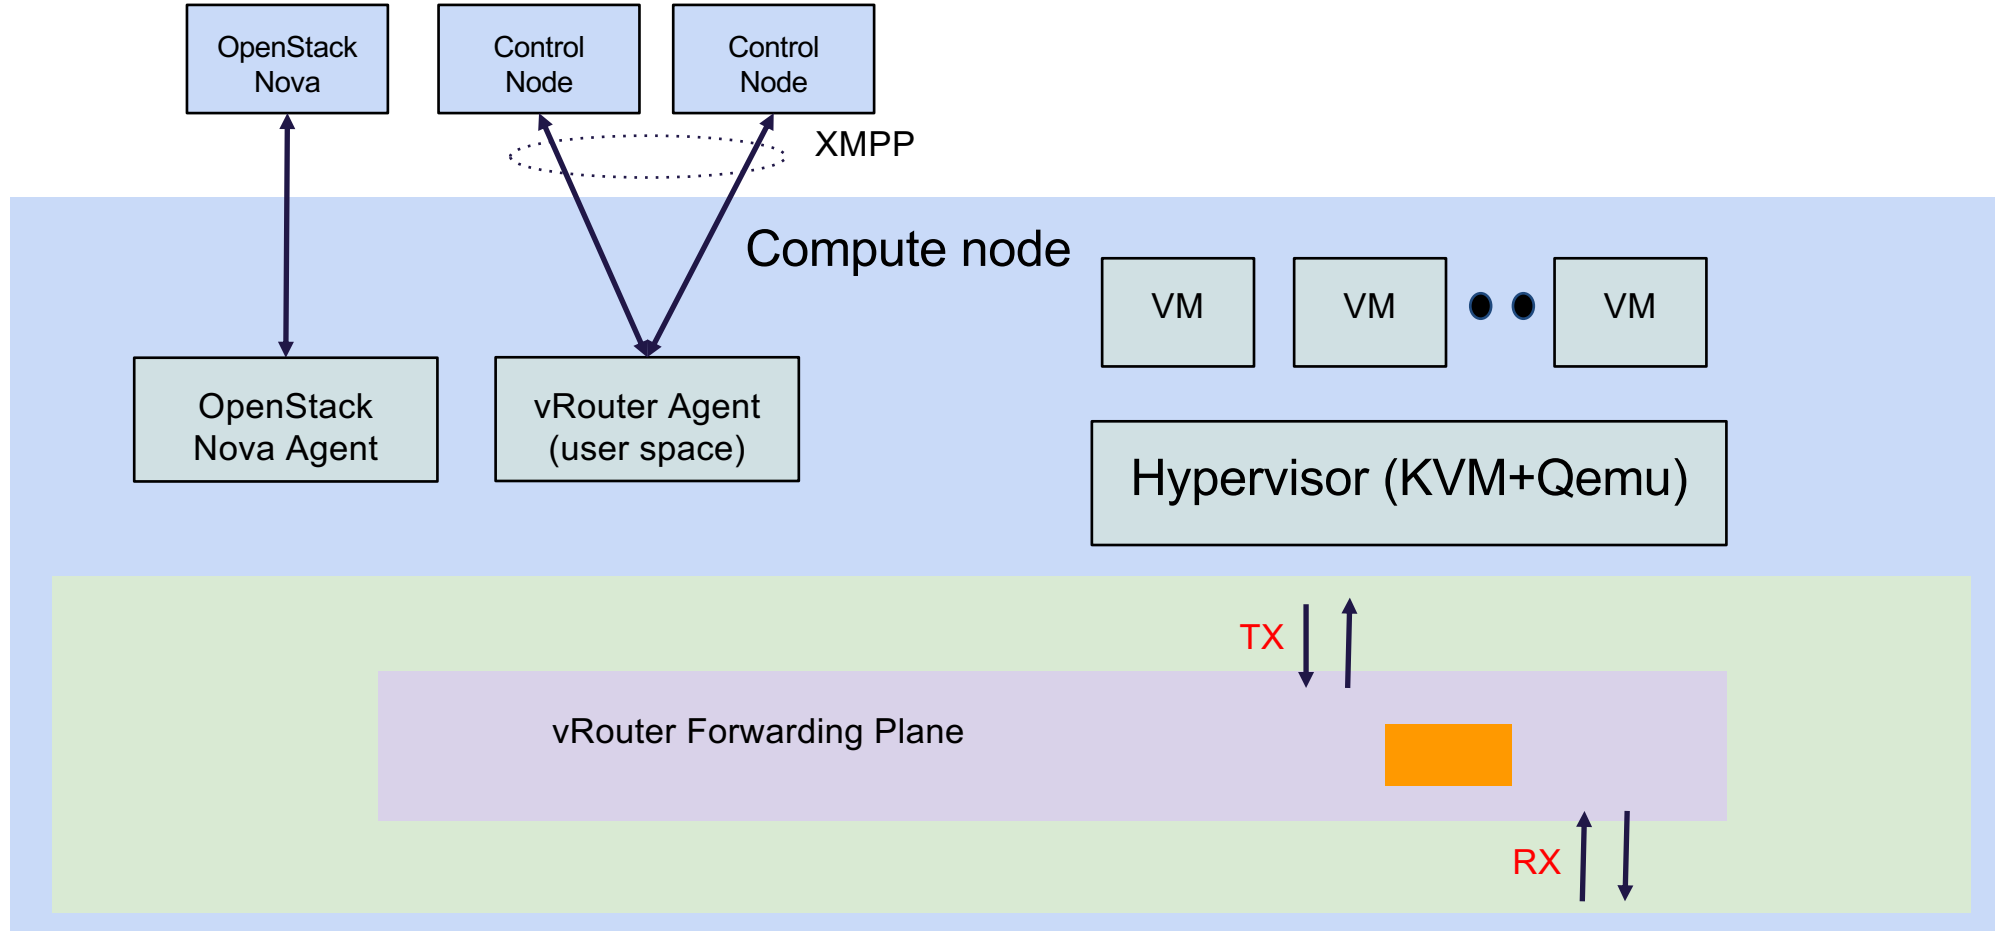 OpenStack
Nova
Control
Node
Control
Node
XMPP
Compute node
VM
VM
VM
OpenStack
Nova Agent
vRouter Agent
(user space)
Hypervisor (KVM+Qemu)
TX
vRouter Forwarding Plane
RX